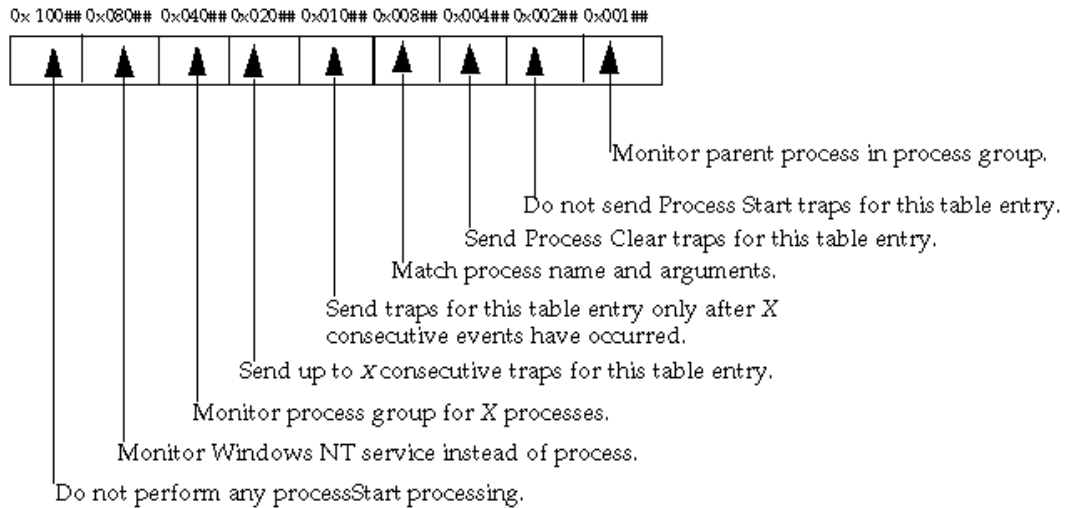 0x 100## 0x080## 0x040## 0x020## 0x010## 0x008## 0x004## 0x002## 0x001##
Monitor parent process in process group.
Do not send Process Start traps for this table entry.
Send Process Clear traps for this table entry.
Match process name and arguments.
Send traps for this table entry only after X
consecutive events have occurred.
Send up to X consecutive traps for this table entry.
Monitor process group for X processes.
Monitor Windows NT service instead of process.
Do not perform any processStart processing.